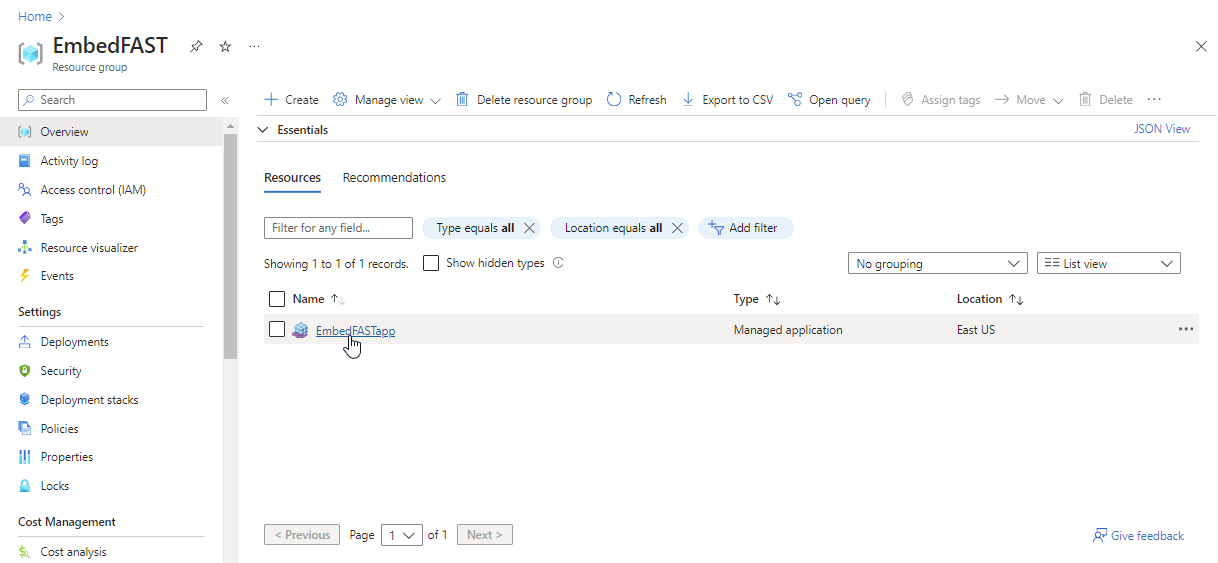 Home
EmbedFAST
Resource group
Search
Overview
Activity log
Access control (IAM)
Tags
Resource visualizer
Events
Settings
Deployments
Security
Deployment stacks
Policies
Properties
Locks
Cost Management
Cost analysis
Create Manage view Delete resource group Refresh Export to CSV Open query Assign tags Move Delete
Essentials JSON View
Resources Recommendations
Filter for any field... Type equals all Location equals all Add filter
Showing 1 to 1 of 1 records. Show hidden types No grouping List view
Name Type Location
EmbedFASTapp Managed application East US
< Previous Page 1 of 1 Next > Give feedback